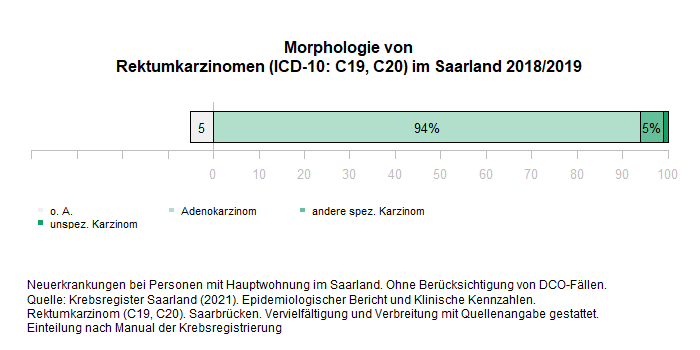 Morphologie von
Rektumkarzinomen (ICD-10: C19, C20) im Saarland 2018/2019
5 94% 5%
0 10 20 30 40 50 60 70 80 90 100
o. A. Adenokarzinom andere spez. Karzinom
unspez. Karzinom
Neuerkrankungen bei Personen mit Hauptwohnung im Saarland. Ohne Berücksichtigung von DCO-Fällen.
Quelle: Krebsregister Saarland (2021). Epidemiologischer Bericht und Klinische Kennzahlen.
Rektumkarzinom (C19, C20). Saarbrücken. Vervielfältigung und Verbreitung mit Quellenangabe gestattet.
Einteilung nach Manual der Krebsregistrierung